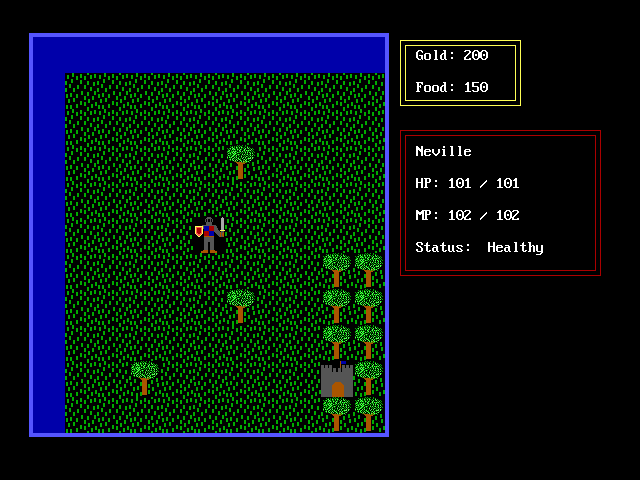 Gold: 200
Food: 150
Neville
HP: 101 / 101
MP: 102 / 102
Status:  Healthy